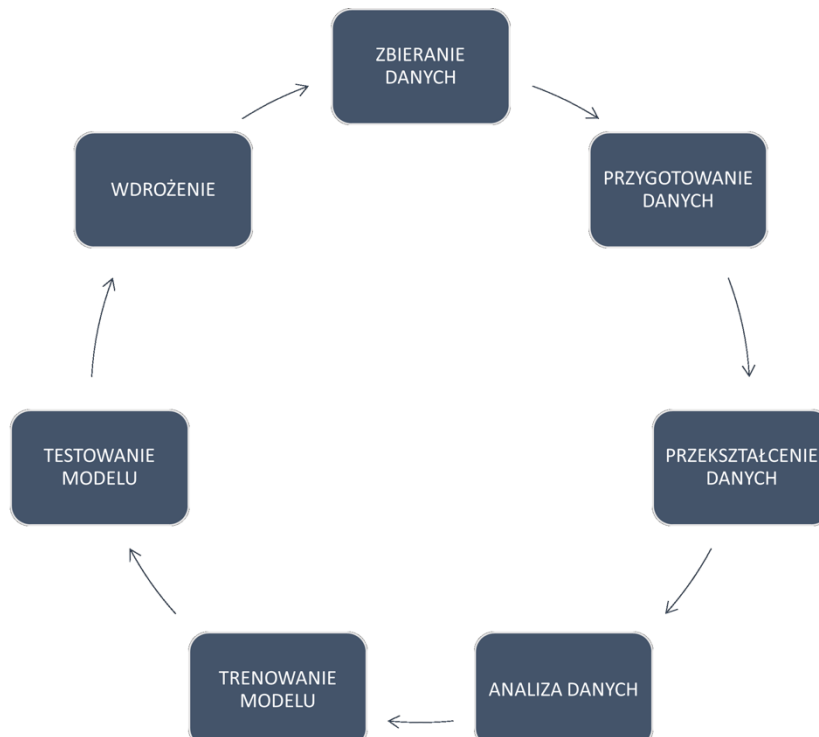 ZBIERANIE
DANYCH
PRZYGOTOWANIE
DANYCH
PRZEKSZTAŁCENIE
DANYCH
ANALIZA DANYCH
TRENOWANIE
MODELU
TESTOWANIE
MODELU
WDROŻENIE